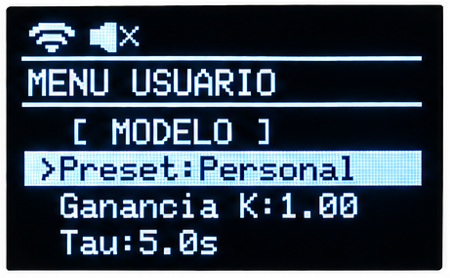 MENU USUARIO
[ MODELO ]
>Preset:Personal
Ganancia K:1.00
Tau:5.0s